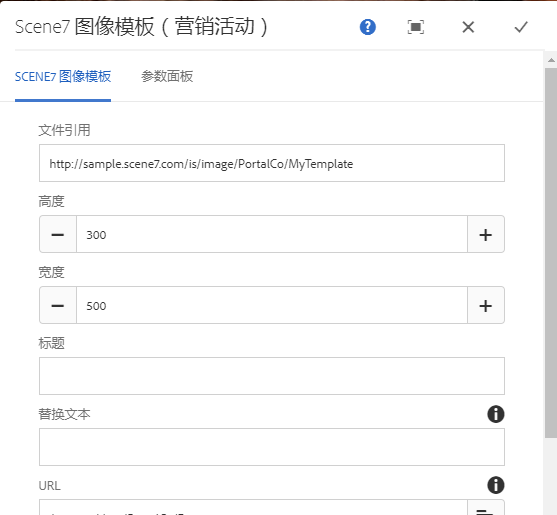 Scene7 图像模板（营销活动）
SCENE7 图像模板 参数面板
文件引用
http://sample.scene7.com/is/image/PortalCo/MyTemplate
高度
300
宽度
500
标题
替换文本
URL